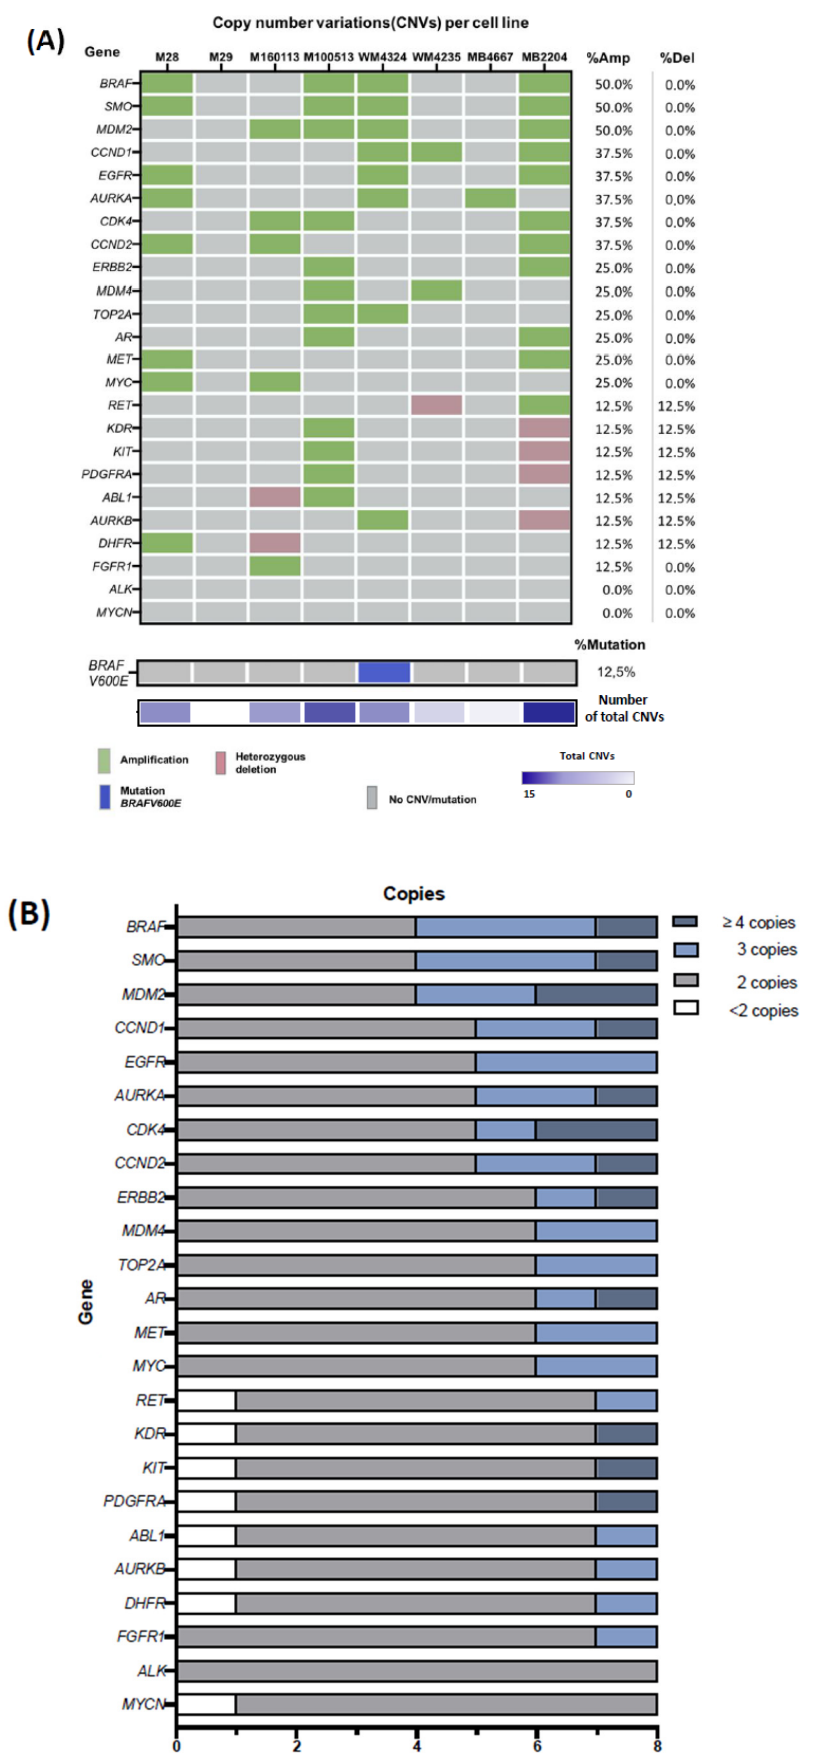 Copy number variations(CNVs) per cell line
(A)
Gene M28 M29 M160113 M100513 WM4324 WM4235 MB4667 MB2204 %Amp %Del
BRAF 50.0% 0.0%
SMO 50.0% 0.0%
MDM2 50.0% 0.0%
CCND1 37.5% 0.0%
EGFR 37.5% 0.0%
AURKA 37.5% 0.0%
CDK4 37.5% 0.0%
CCND2 37.5% 0.0%
ERBB2 25.0% 0.0%
MDM4 25.0% 0.0%
TOP2A 25.0% 0.0%
AR 25.0% 0.0%
MET 25.0% 0.0%
MYC 25.0% 0.0%
RET 12.5% 12.5%
KDR 12.5% 12.5%
KIT 12.5% 12.5%
PDGFRA 12.5% 12.5%
ABL1 12.5% 12.5%
AURKB 12.5% 12.5%
DHFR 12.5% 12.5%
FGFR1 12.5% 0.0%
ALK 0.0% 0.0%
MYCN 0.0% 0.0%
%Mutation
BRAF
V600E 12,5%
Number
of total CNVs
Amplification
Heterozygous
deletion
Total CNVs
15 0
Mutation
BRAFV600E
No CNV/mutation
(B)
Copies
≥ 4 copies
3 copies
2 copies
<2 copies
Gene
BRAF
SMO
MDM2
CCND1
EGFR
AURKA
CDK4
CCND2
ERBB2
MDM4
TOP2A
AR
MET
MYC
RET
KDR
KIT
PDGFRA
ABL1
AURKB
DHFR
FGFR1
ALK
MYCN
0 2 4 6 8